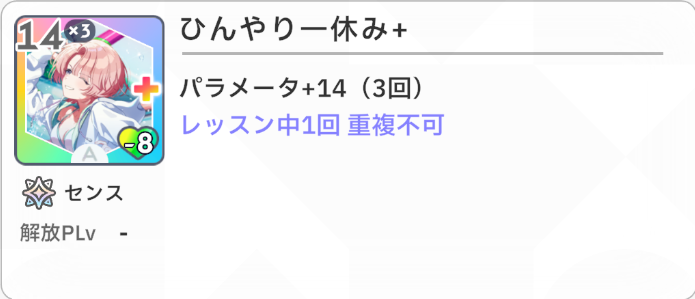 14 ×3
ひんやり一休み+
パラメータ+14（3回）
レッスン中1回 重複不可
-8
A
センス
解放PLv -